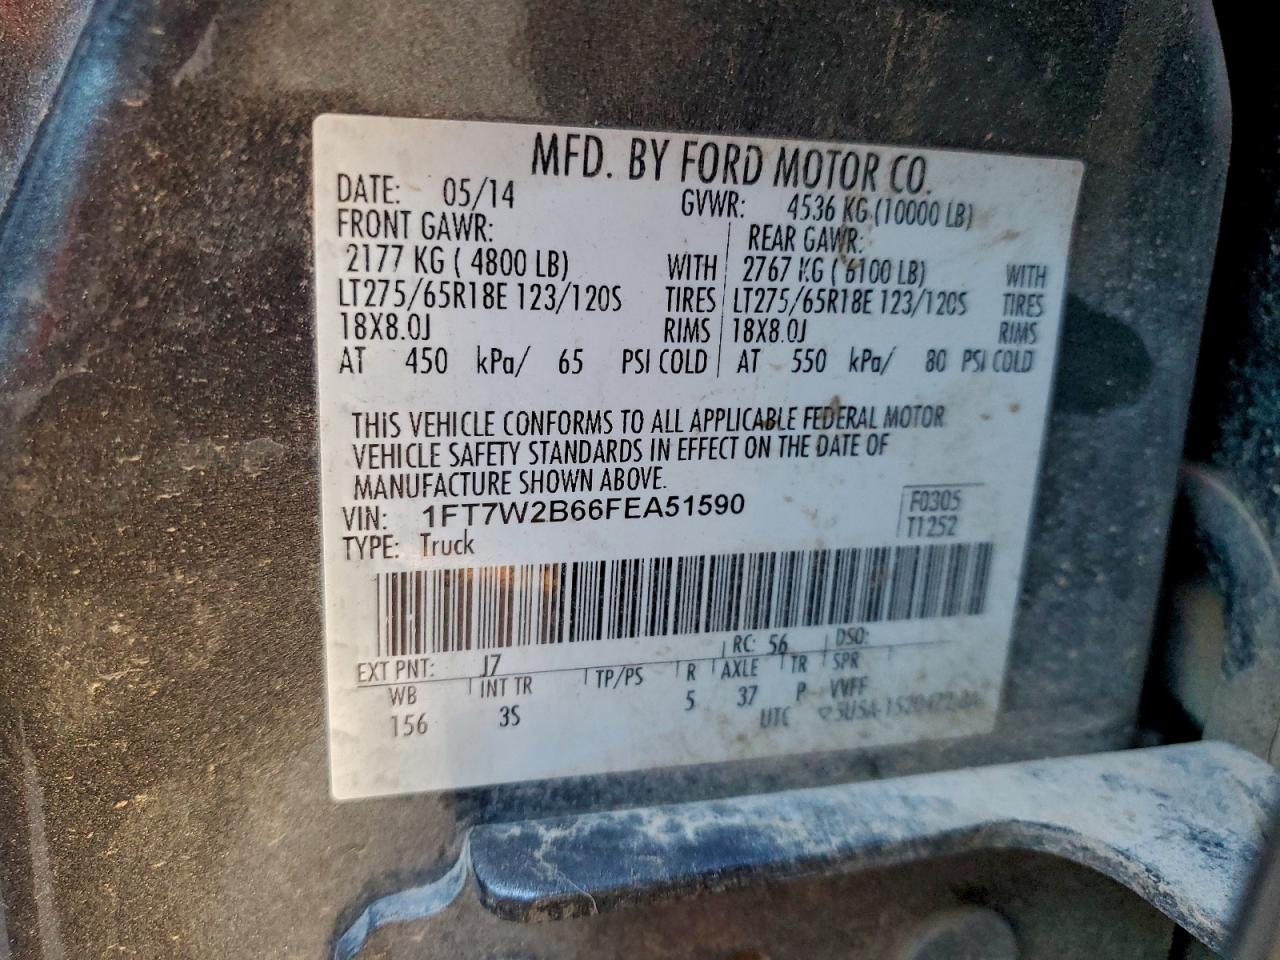 MFD. BY FORD MOTOR CO.
DATE: 05/14 GVWR: 4536 KG (10000 LB)
FRONT GAWR: REAR GAWR:
2177 KG ( 4800 LB) WITH 2767 KG ( 6100 LB) WITH
LT275/65R18E 123/120S TIRES LT275/65R18E 123/120S TIRES
18X8.0J RIMS 18X8.0J RIMS
AT 450 kPa/ 65 PSI COLD AT 550 kPa/ 80 PSI COLD
THIS VEHICLE CONFORMS TO ALL APPLICABLE FEDERAL MOTOR
VEHICLE SAFETY STANDARDS IN EFFECT ON THE DATE OF
MANUFACTURE SHOWN ABOVE.
VIN: 1FT7W2B66FEA51590 F0305
TYPE: Truck T1252
EXT PNT: J7 RC: 56 DSO:
WB INT TR TP/PS R AXLE TR SPR
156 3S 5 37 P VVFF
UTC